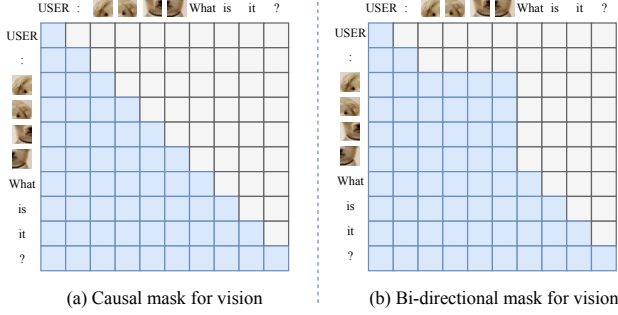 USER : What is it ? USER : What is it ?
USER USER
: :
What What
is is
it it
? ?
(a) Causal mask for vision (b) Bi-directional mask for vision